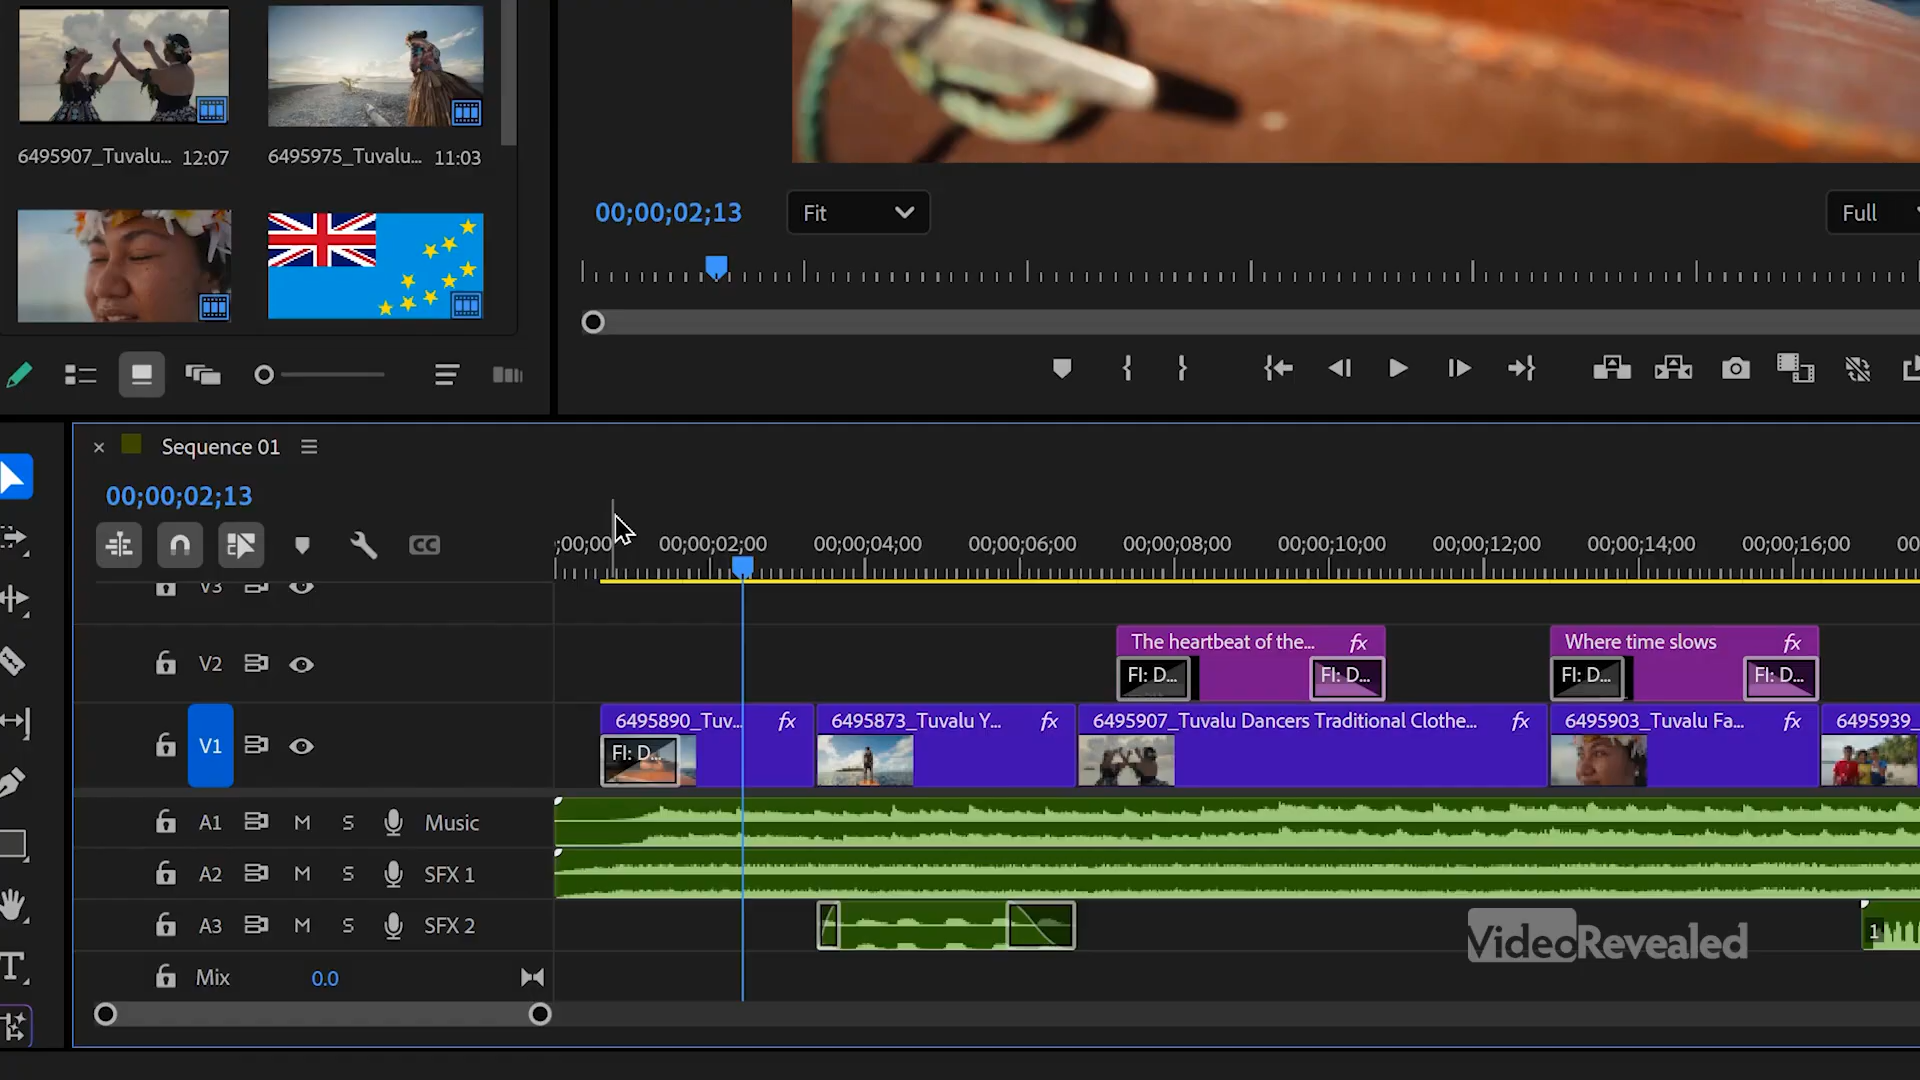 6495907_Tuvalu... 12:07
6495975_Tuvalu... 11:03
00;00;02;13
Fit
Full
Sequence 01
00;00;02;13
CC
;00;00
00;00;02;00
00;00;04;00
00;00;06;00
00;00;08;00
00;00;10;00
00;00;12;00
00;00;14;00
00;00;16;00
00
V3
V2
The heartbeat of the... fx
FI: D...
FI: D...
Where time slows fx
FI: D...
FI: D...
V1
6495890_Tuv... fx
FI: D...
6495873_Tuvalu Y... fx
6495907_Tuvalu Dancers Traditional Clothe... fx
6495903_Tuvalu Fa... fx
6495939_
A1 M S Music
A2 M S SFX 1
A3 M S SFX 2
1
VideoRevealed
Mix 0.0